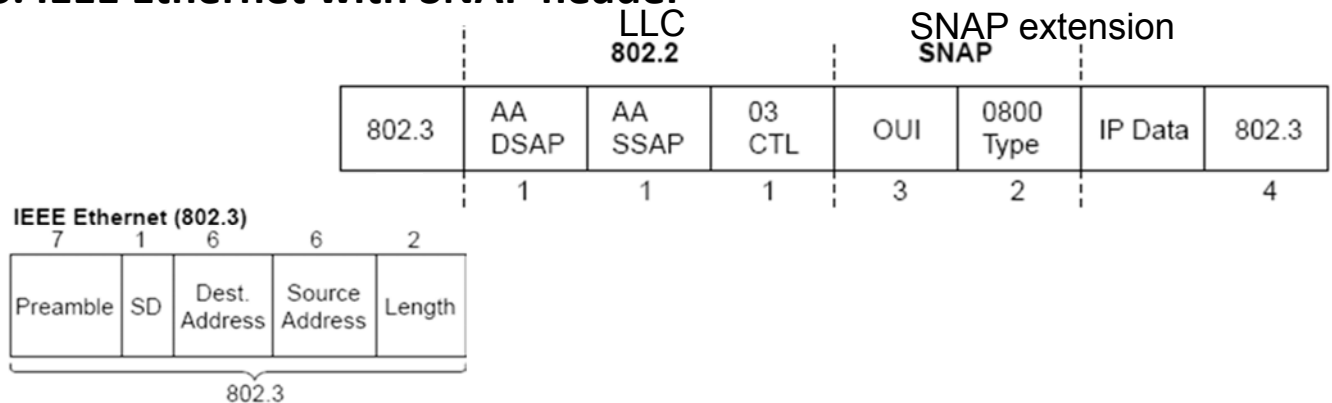 LLC SNAP extension
802.2 SNAP
802.3 AA DSAP AA SSAP 03 CTL OUI 0800 Type IP Data 802.3
1 1 1 3 2 4
IEEE Ethernet (802.3)
7 1 6 6 2
Preamble SD Dest. Address Source Address Length
802.3